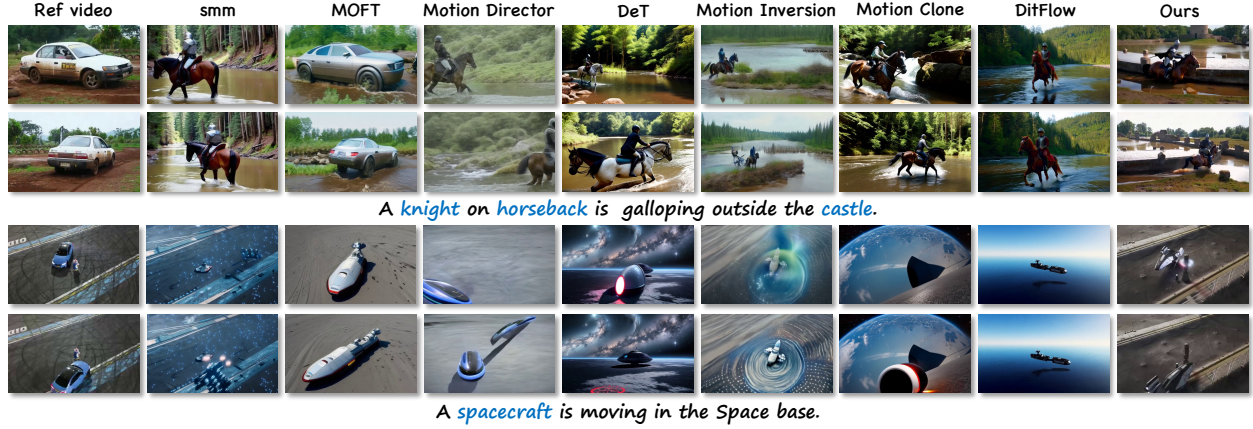 Ref video smm MOFT Motion Director DeT Motion Inversion Motion Clone DitFlow Ours
A knight on horseback is galloping outside the castle.
A spacecraft is moving in the Space base.